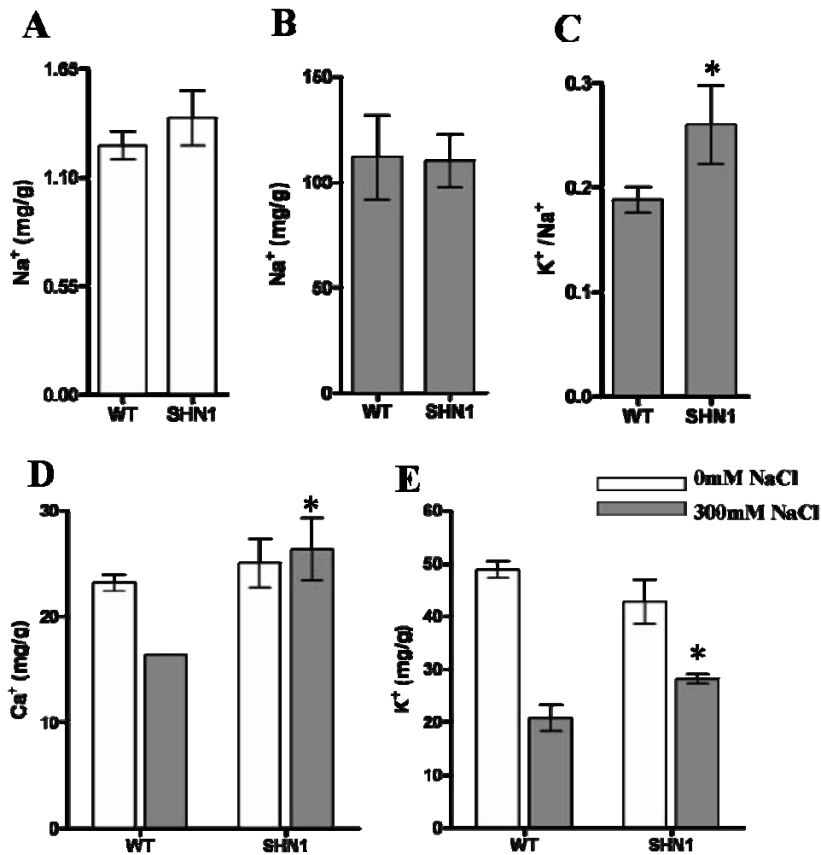 A
1.65
1.10
0.55
0.00
Na+ (mg/g)
WT SHN1
B
150
100
50
0
Na+ (mg/g)
WT SHN1
C
0.3
0.2
0.1
0.0
K+ /Na+
*
WT SHN1
D
30
20
10
0
Ca+ (mg/g)
*
WT SHN1
E
0mM NaCl
300mM NaCl
60
50
40
30
20
10
0
K+ (mg/g)
*
WT SHN1